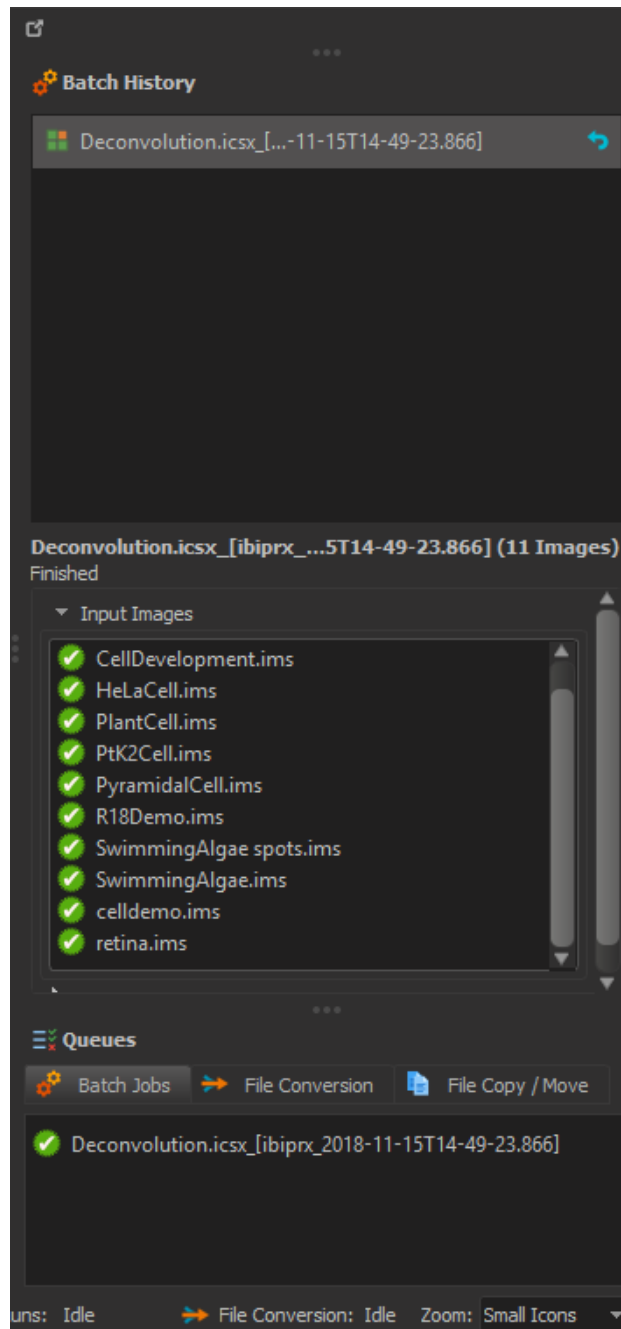 Batch History
Deconvolution.icsx_[...-11-15T14-49-23.866]
Deconvolution.icsx_[ibiprx_...5T14-49-23.866] (11 Images)
Finished
Input Images
CellDevelopment.ims
HeLaCell.ims
PlantCell.ims
PtK2Cell.ims
PyramidalCell.ims
R18Demo.ims
SwimmingAlgae spots.ims
SwimmingAlgae.ims
celldemo.ims
retina.ims
Queues
Batch Jobs File Conversion File Copy / Move
Deconvolution.icsx_[ibiprx_2018-11-15T14-49-23.866]
uns: Idle File Conversion: Idle Zoom: Small Icons